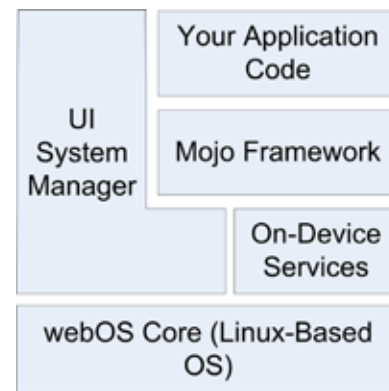 Your Application
Code
UI
System
Manager
Mojo Framework
On-Device
Services
webOS Core (Linux-Based
OS)